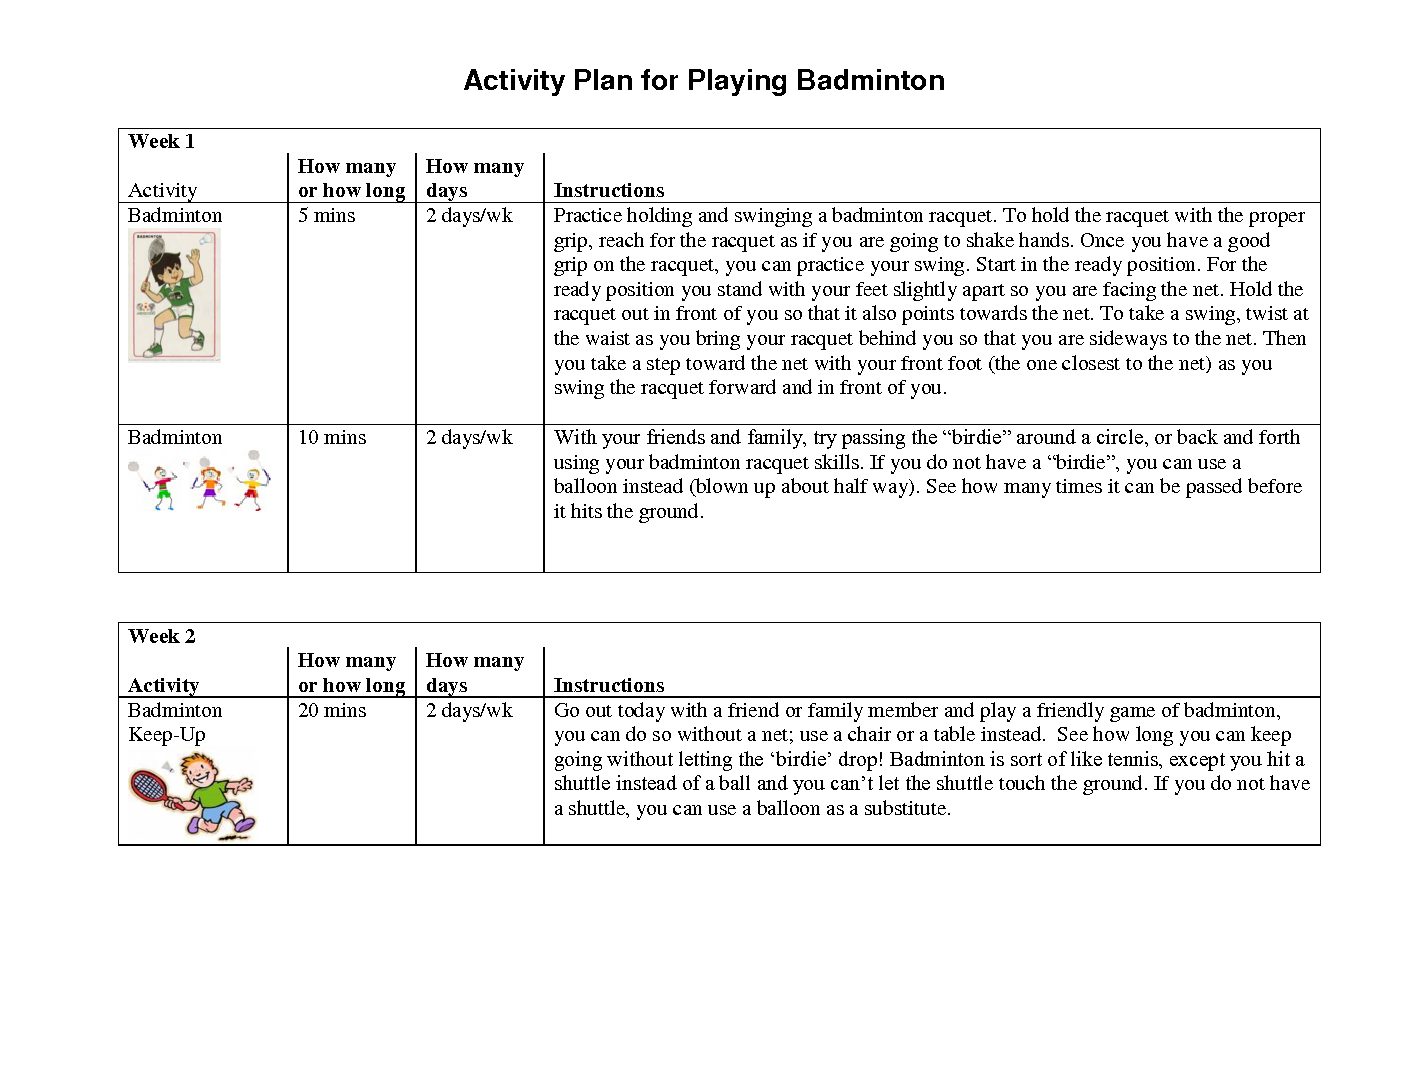 Activity Plan for Playing Badminton
Week 1
Activity
How many
or how long
How many
days
Instructions
Badminton
BADMINTON
5 mins
2 days/wk
Practice holding and swinging a badminton racquet. To hold the racquet with the proper
grip, reach for the racquet as if you are going to shake hands. Once you have a good
grip on the racquet, you can practice your swing. Start in the ready position. For the
ready position you stand with your feet slightly apart so you are facing the net. Hold the
racquet out in front of you so that it also points towards the net. To take a swing, twist at
the waist as you bring your racquet behind you so that you are sideways to the net. Then
you take a step toward the net with your front foot (the one closest to the net) as you
swing the racquet forward and in front of you.
Badminton
10 mins
2 days/wk
With your friends and family, try passing the “birdie” around a circle, or back and forth
using your badminton racquet skills. If you do not have a “birdie”, you can use a
balloon instead (blown up about half way). See how many times it can be passed before
it hits the ground.
Week 2
Activity
How many
or how long
How many
days
Instructions
Badminton
Keep-Up
20 mins
2 days/wk
Go out today with a friend or family member and play a friendly game of badminton,
you can do so without a net; use a chair or a table instead.  See how long you can keep
going without letting the ‘birdie’ drop! Badminton is sort of like tennis, except you hit a
shuttle instead of a ball and you can’t let the shuttle touch the ground. If you do not have
a shuttle, you can use a balloon as a substitute.